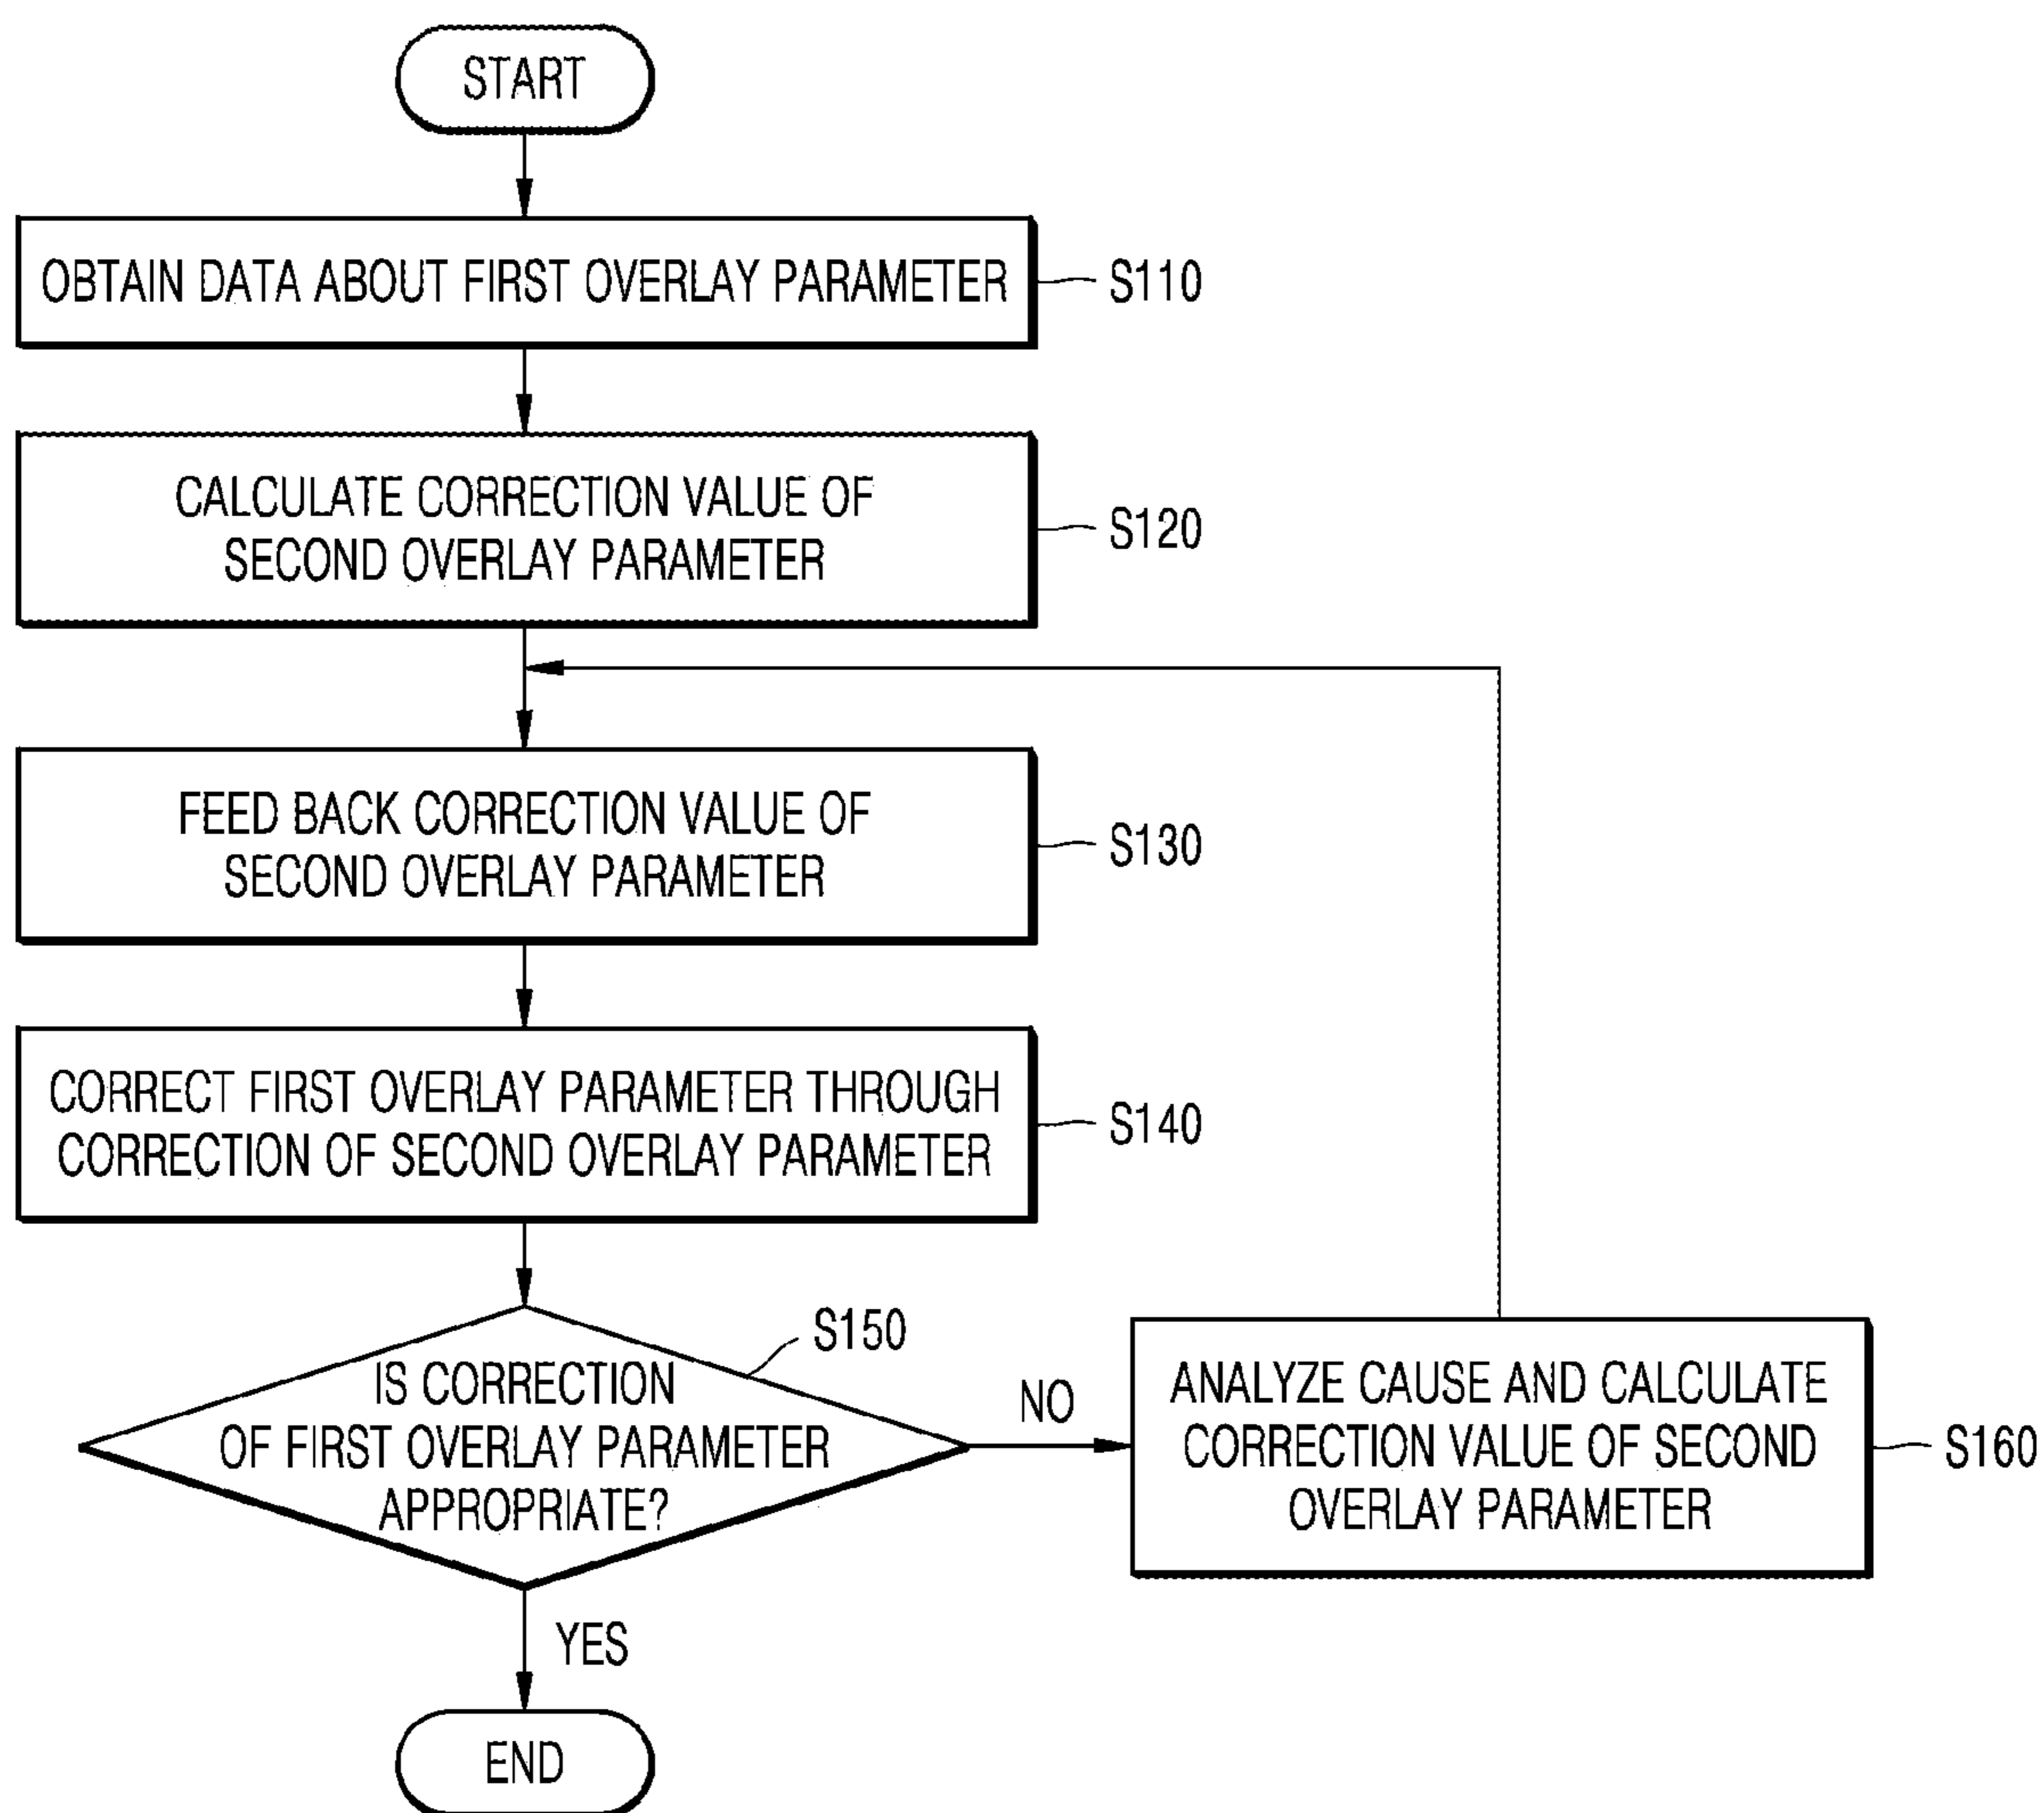 START
OBTAIN DATA ABOUT FIRST OVERLAY PARAMETER
S110
CALCULATE CORRECTION VALUE OF
SECOND OVERLAY PARAMETER
S120
FEED BACK CORRECTION VALUE OF
SECOND OVERLAY PARAMETER
S130
CORRECT FIRST OVERLAY PARAMETER THROUGH
CORRECTION OF SECOND OVERLAY PARAMETER
S140
S150
IS CORRECTION
OF FIRST OVERLAY PARAMETER
APPROPRIATE?
NO
ANALYZE CAUSE AND CALCULATE
CORRECTION VALUE OF SECOND
OVERLAY PARAMETER
S160
YES
END